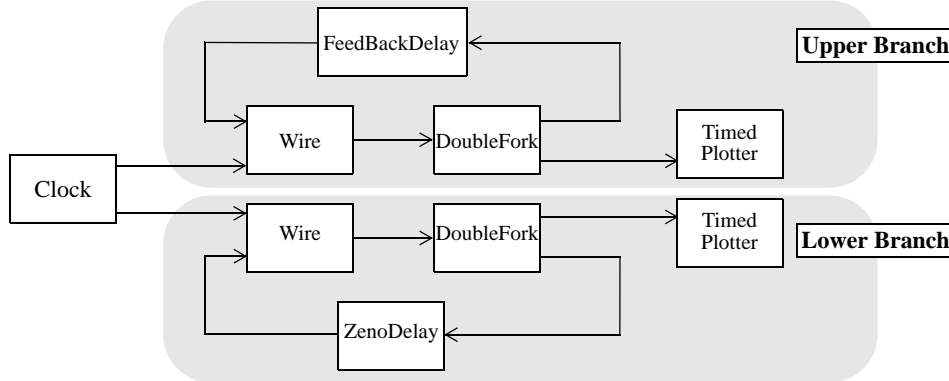 FeedBackDelay
Upper Branch
Wire
DoubleFork
Timed
Plotter
Clock
Wire
DoubleFork
Timed
Plotter
Lower Branch
ZenoDelay